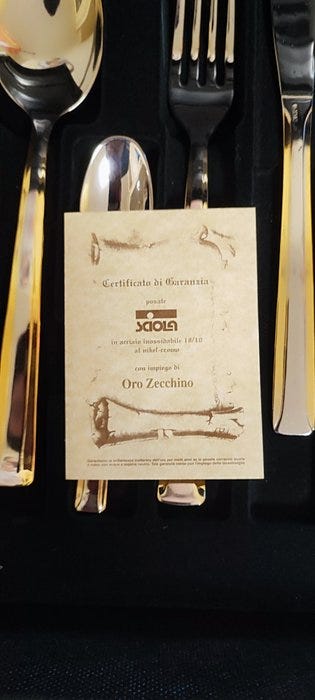 Certificato di Garanzia
posate
SCIOLA
in acciaio inossidabile 18/10
al nikel-cromo
con impiego di
Oro Zecchino